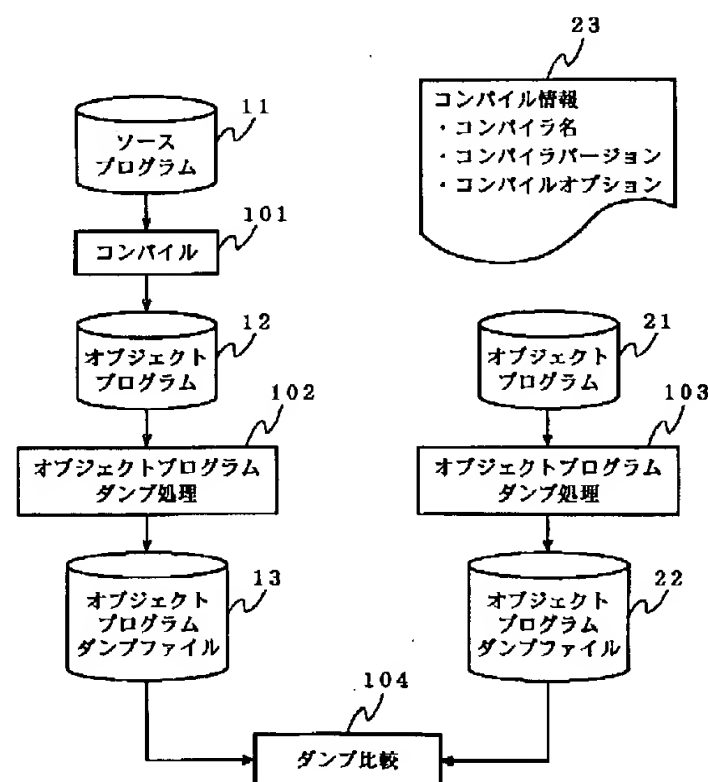 23
コンパイル情報
・コンパイラ名
・コンパイラバージョン
・コンパイルオプション
11
ソース
プログラム
101
コンパイル
12
オブジェクト
プログラム
21
オブジェクト
プログラム
102
オブジェクトプログラム
ダンプ処理
103
オブジェクトプログラム
ダンプ処理
13
オブジェクト
プログラム
ダンプファイル
22
オブジェクト
プログラム
ダンプファイル
104
ダンプ比較